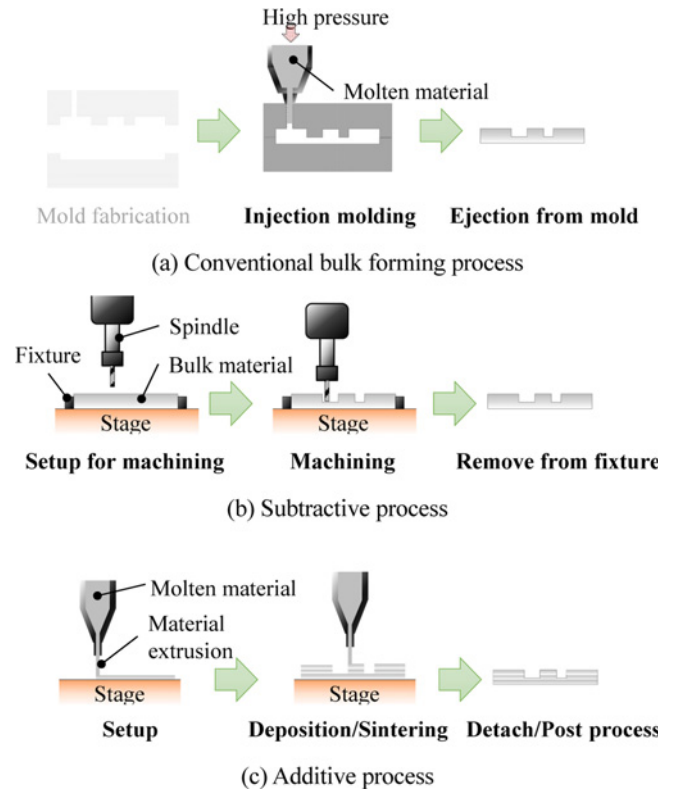 High pressure
Molten material
Mold fabrication
Injection molding
Ejection from mold
(a) Conventional bulk forming process
Spindle
Fixture
Bulk material
Stage
Stage
Setup for machining
Machining
Remove from fixture
(b) Subtractive process
Molten material
Material
extrusion
Stage
Stage
Setup
Deposition/Sintering
Detach/Post process
(c) Additive process